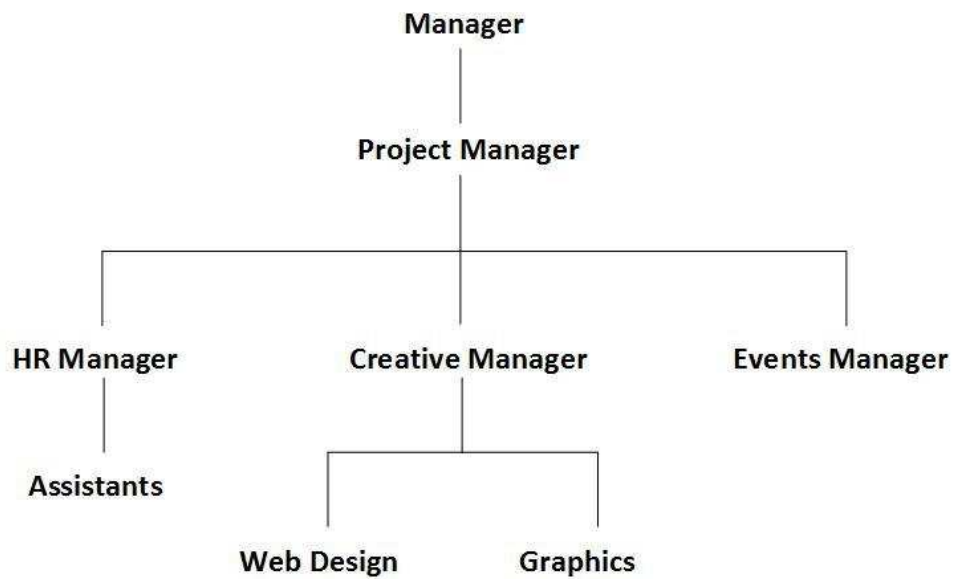 Manager
Project Manager
HR Manager
Creative Manager
Events Manager
Assistants
Web Design
Graphics